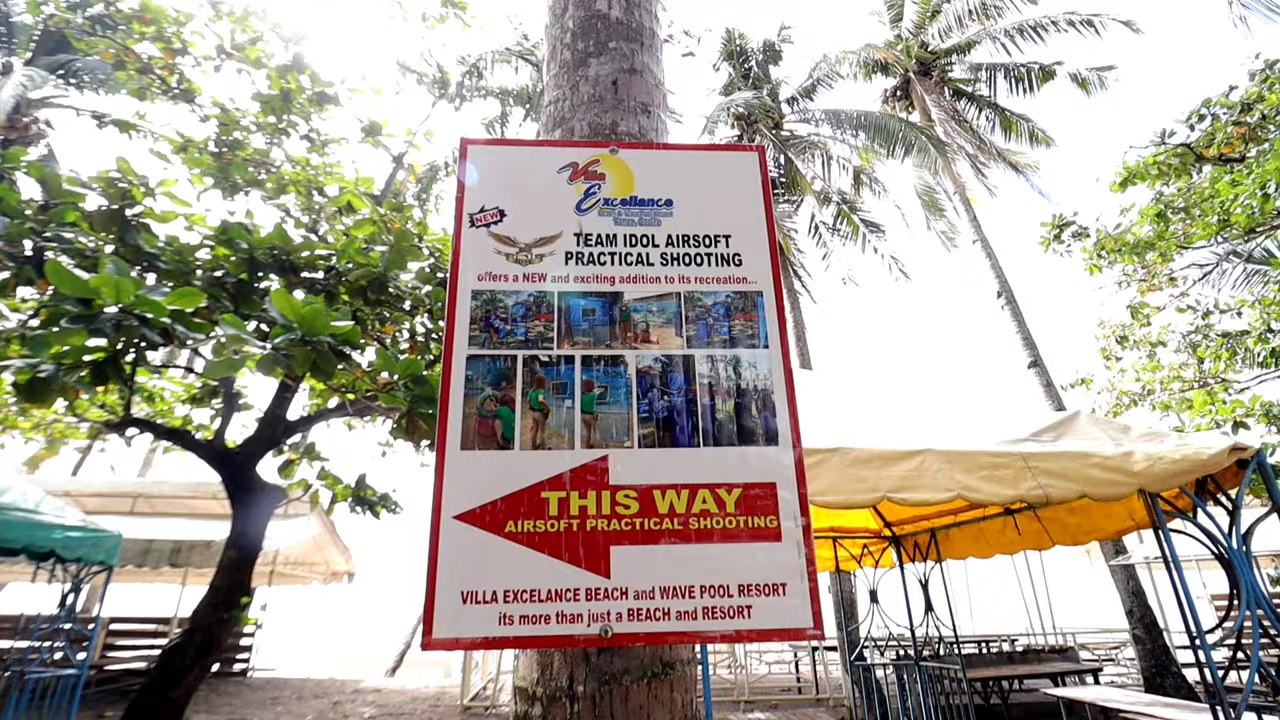 Villa
Excellance
NEW
TEAM IDOL AIRSOFT
PRACTICAL SHOOTING
offers a NEW and exciting addition to its recreation...
THIS WAY
AIRSOFT PRACTICAL SHOOTING
VILLA EXCELANCE BEACH and WAVE POOL RESORT
its more than just a BEACH and RESORT